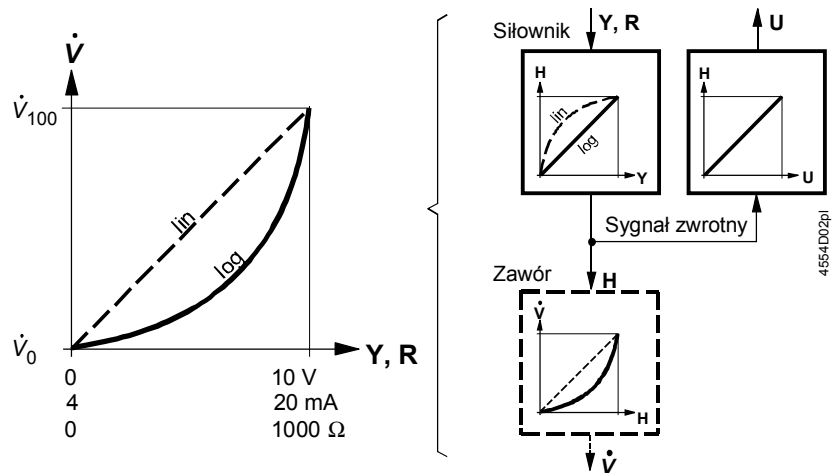 V̇
V̇100
lin
log
V̇0
Y, R
0 10 V
4 20 mA
0 1000 Ω
Siłownik
Y, R
H
lin
log
Y
U
H
U
Sygnał zwrotny
Zawór
H
V̇
H
V̇
4554D02pl